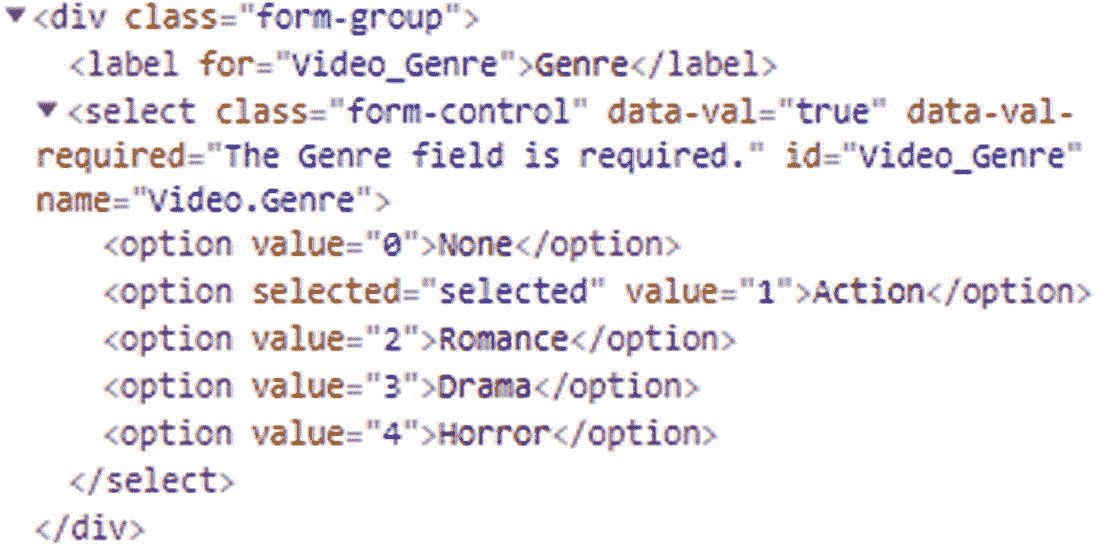 ▼<div class="form-group">
<label for="Video_Genre">Genre</label>
▼<select class="form-control" data-val="true" data-val-
required="The Genre field is required." id="Video_Genre"
name="Video.Genre">
<option value="0">None</option>
<option selected="selected" value="1">Action</option>
<option value="2">Romance</option>
<option value="3">Drama</option>
<option value="4">Horror</option>
</select>
</div>